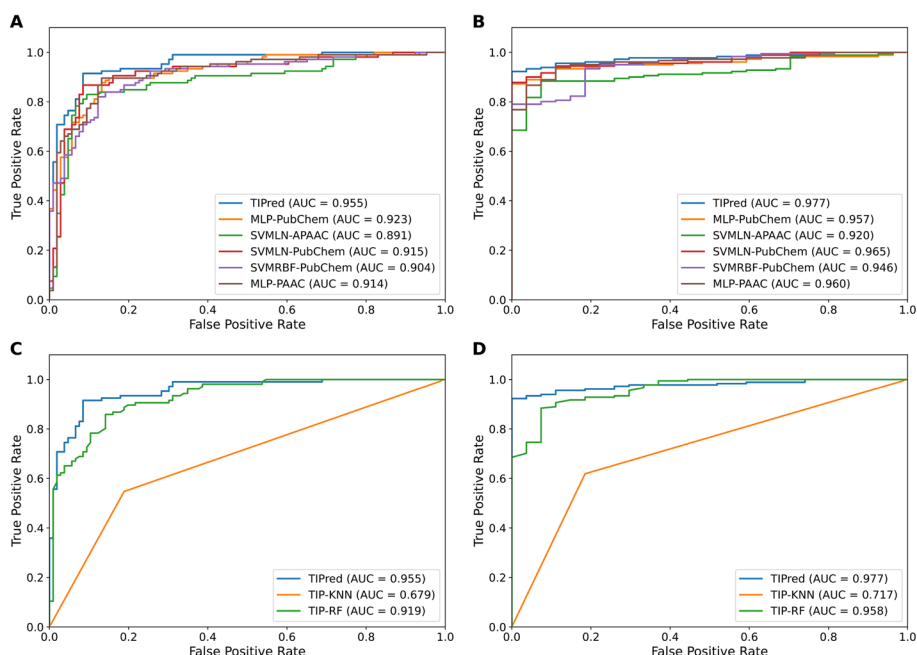 A
B
1.0
0.8
0.6
0.4
0.2
0.0
True Positive Rate
0.0 0.2 0.4 0.6 0.8 1.0
False Positive Rate
TIPred (AUC = 0.955)
MLP-PubChem (AUC = 0.923)
SVMLN-APAAC (AUC = 0.891)
SVMLN-PubChem (AUC = 0.915)
SVMRBF-PubChem (AUC = 0.904)
MLP-PAAC (AUC = 0.914)
1.0
0.8
0.6
0.4
0.2
0.0
True Positive Rate
0.0 0.2 0.4 0.6 0.8 1.0
False Positive Rate
TIPred (AUC = 0.977)
MLP-PubChem (AUC = 0.957)
SVMLN-APAAC (AUC = 0.920)
SVMLN-PubChem (AUC = 0.965)
SVMRBF-PubChem (AUC = 0.946)
MLP-PAAC (AUC = 0.960)
C
D
1.0
0.8
0.6
0.4
0.2
0.0
True Positive Rate
0.0 0.2 0.4 0.6 0.8 1.0
False Positive Rate
TIPred (AUC = 0.955)
TIP-KNN (AUC = 0.679)
TIP-RF (AUC = 0.919)
1.0
0.8
0.6
0.4
0.2
0.0
True Positive Rate
0.0 0.2 0.4 0.6 0.8 1.0
False Positive Rate
TIPred (AUC = 0.977)
TIP-KNN (AUC = 0.717)
TIP-RF (AUC = 0.958)